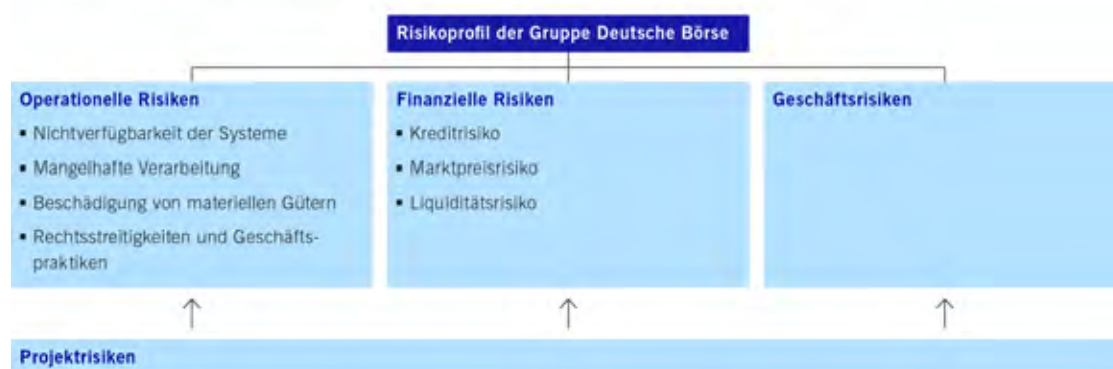 Risikoprofil der Gruppe Deutsche Börse
Operationelle Risiken
▪ Nichtverfügbarkeit der Systeme
▪ Mangelhafte Verarbeitung
▪ Beschädigung von materiellen Gütern
▪ Rechtsstreitigkeiten und Geschäfts-
praktiken
Finanzielle Risiken
▪ Kreditrisiko
▪ Marktpreisrisiko
▪ Liquiditätsrisiko
Geschäftsrisiken
Projektrisiken